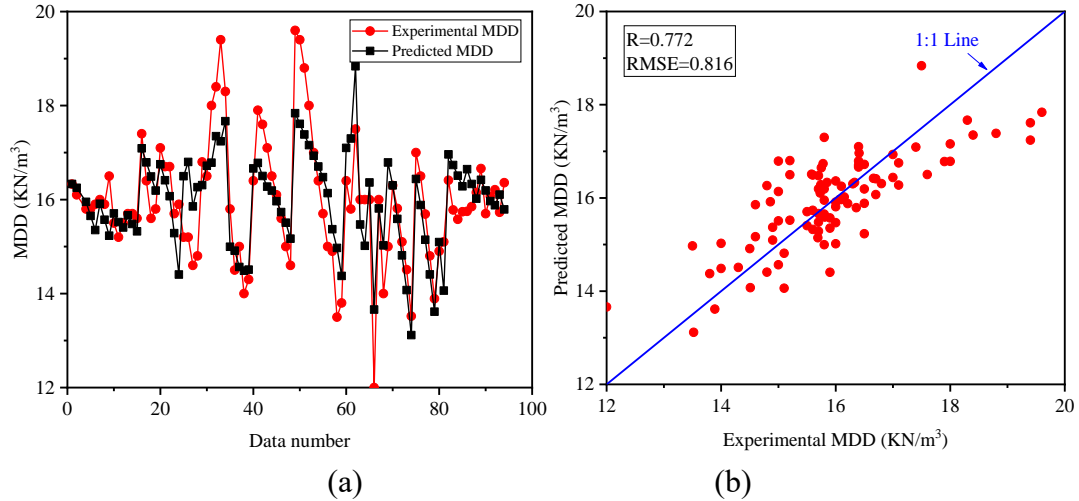 20
18
16
14
12
MDD (KN/m³)
Experimental MDD
Predicted MDD
0 20 40 60 80 100
Data number
(a)
20
18
16
14
12
Predicted MDD (KN/m³)
R=0.772
RMSE=0.816
1:1 Line
12 14 16 18 20
Experimental MDD (KN/m³)
(b)